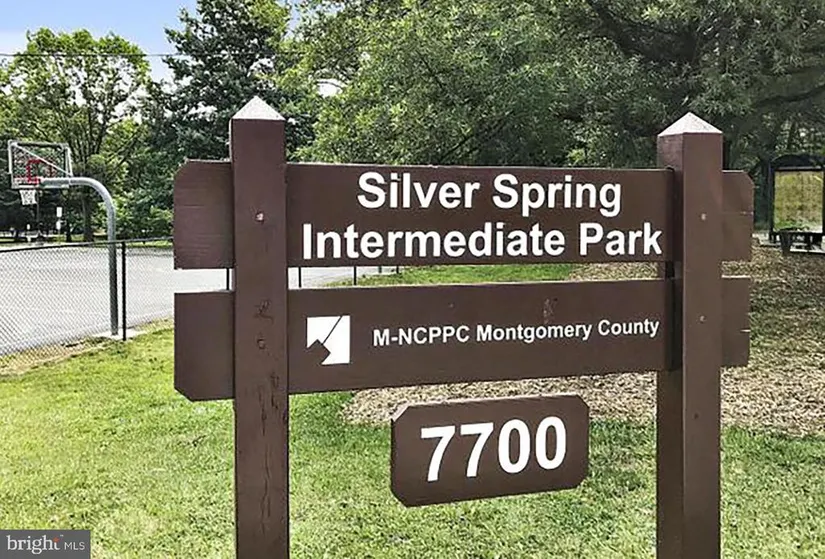 Silver Spring
Intermediate Park
M-NCPPC Montgomery County
7700
bright MLS